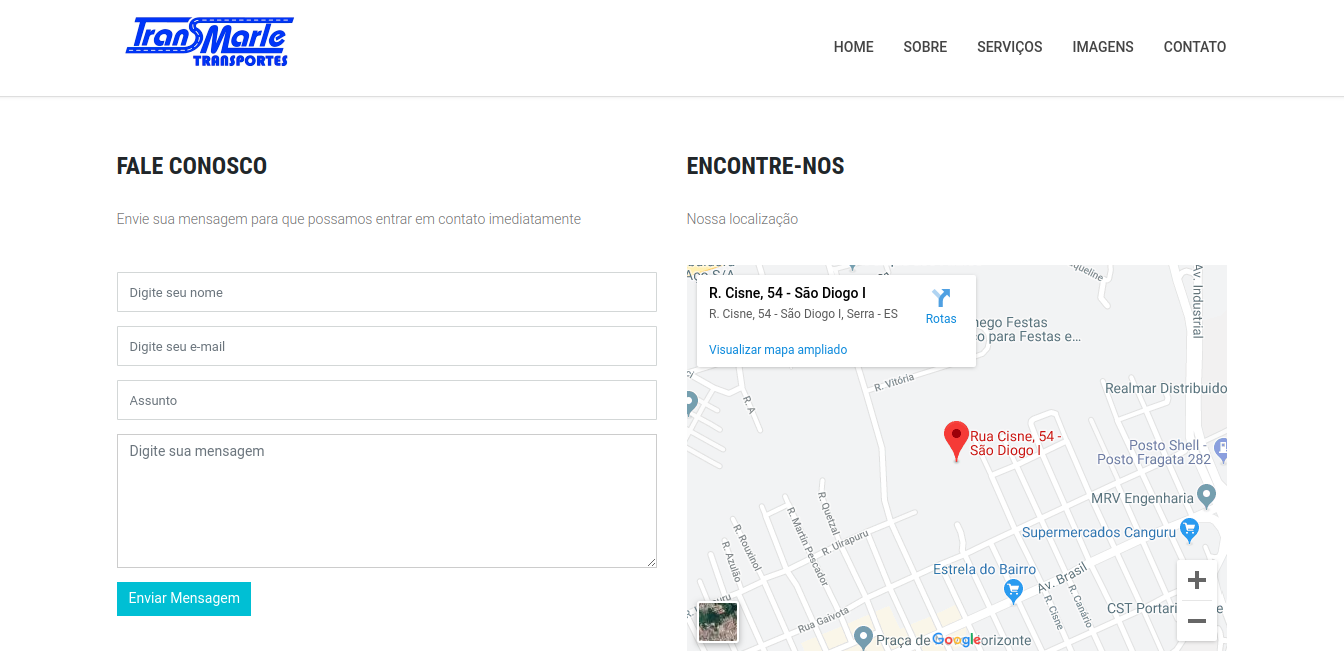 TranSMarle
TRANSPORTES
HOME
SOBRE
SERVIÇOS
IMAGENS
CONTATO
FALE CONOSCO
Envie sua mensagem para que possamos entrar em contato imediatamente
Digite seu nome
Digite seu e-mail
Assunto
Digite sua mensagem
Enviar Mensagem
ENCONTRE-NOS
Nossa localização
R. Cisne, 54 - São Diogo I
R. Cisne, 54 - São Diogo I, Serra - ES
Rotas
Visualizar mapa ampliado
Av. Industrial
Festas
para Festas e...
R. Vitória
R. A
Realmar Distribuido
Rua Cisne, 54 -
São Diogo I
Posto Shell -
Posto Fragata 282
MRV Engenharia
Supermercados Canguru
R. Quetzal
R. Martin Pescador
R. Uirapuru
R. Rouxinol
R. Azulão
Estrela do Bairro
Av. Brasil
R. Cisne
R. Canário
CST Portari
Rua Gaivota
Praça de
Google